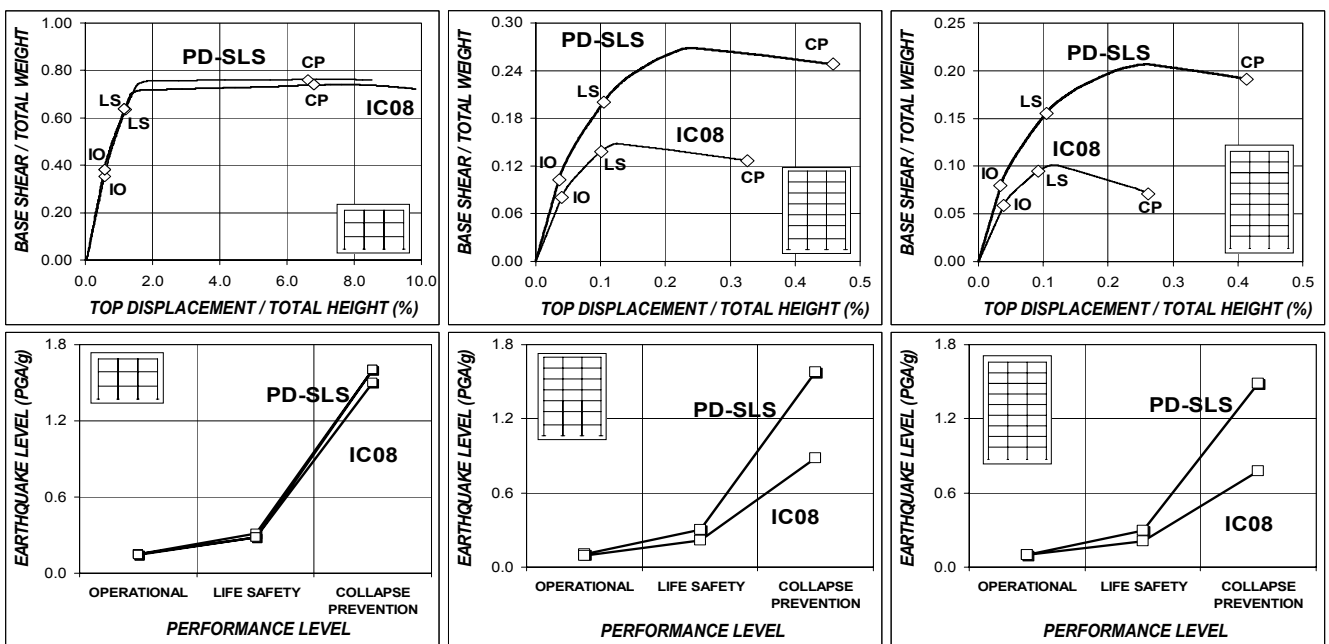 BASE SHEAR / TOTAL WEIGHT
1.00
0.80
0.60
0.40
0.20
0.00
PD-SLS
CP
CP
IC08
LS
LS
IO
IO
0.0 2.0 4.0 6.0 8.0 10.0
TOP DISPLACEMENT / TOTAL HEIGHT (%)
BASE SHEAR / TOTAL WEIGHT
0.30
0.24
0.18
0.12
0.06
0.00
PD-SLS
CP
LS
IC08
IO
LS
CP
IO
0.0 0.1 0.2 0.3 0.4 0.5
TOP DISPLACEMENT / TOTAL HEIGHT (%)
BASE SHEAR / TOTAL WEIGHT
0.25
0.20
0.15
0.10
0.05
0.00
PD-SLS
CP
LS
IC08
IO
LS
CP
IO
0.0 0.1 0.2 0.3 0.4 0.5
TOP DISPLACEMENT / TOTAL HEIGHT (%)
EARTHQUAKE LEVEL (PGA/g)
1.8
1.2
0.6
0.0
PD-SLS
IC08
OPERATIONAL LIFE SAFETY COLLAPSE
PREVENTION
PERFORMANCE LEVEL
EARTHQUAKE LEVEL (PGA/g)
1.8
1.2
0.6
0.0
PD-SLS
IC08
OPERATIONAL LIFE SAFETY COLLAPSE
PREVENTION
PERFORMANCE LEVEL
EARTHQUAKE LEVEL (PGA/g)
1.8
1.2
0.6
0.0
PD-SLS
IC08
OPERATIONAL LIFE SAFETY COLLAPSE
PREVENTION
PERFORMANCE LEVEL